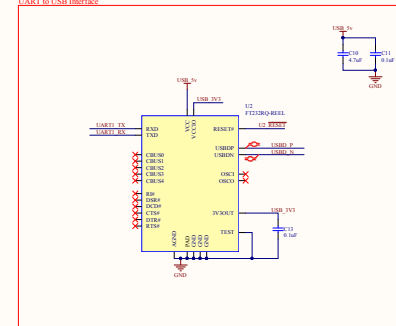 UART to USB Interface
USB_5v
C10
4.7uF
C11
0.1uF
GND
USB_5v
USB_3V3
U2
FT232RQ-REEL
VCC
VCCIO
UART1_TX
RXD
RESET#
U2_RESET
UART1_RX
TXD
USBDP
USBD_P
USBDN
USBD_N
CBUS0
CBUS1
CBUS2
CBUS3
CBUS4
OSCI
OSCO
RI#
DSR#
DCD#
CTS#
DTR#
RTS#
3V3OUT
USB_3V3
C13
0.1uF
TEST
AGND
PAD
GND
GND
GND
GND